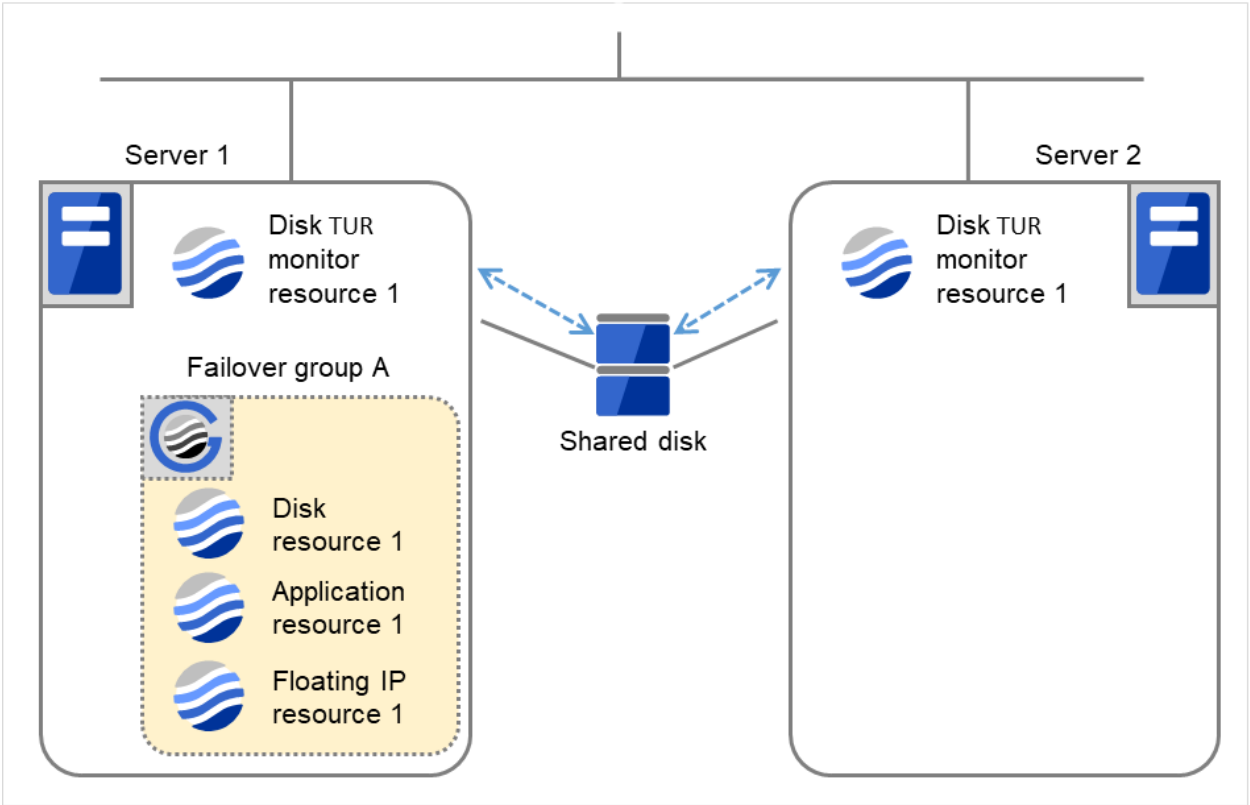 Server 1
Server 2
Disk TUR
monitor
resource 1
Disk TUR
monitor
resource 1
Failover group A
Shared disk
Disk
resource 1
Application
resource 1
Floating IP
resource 1